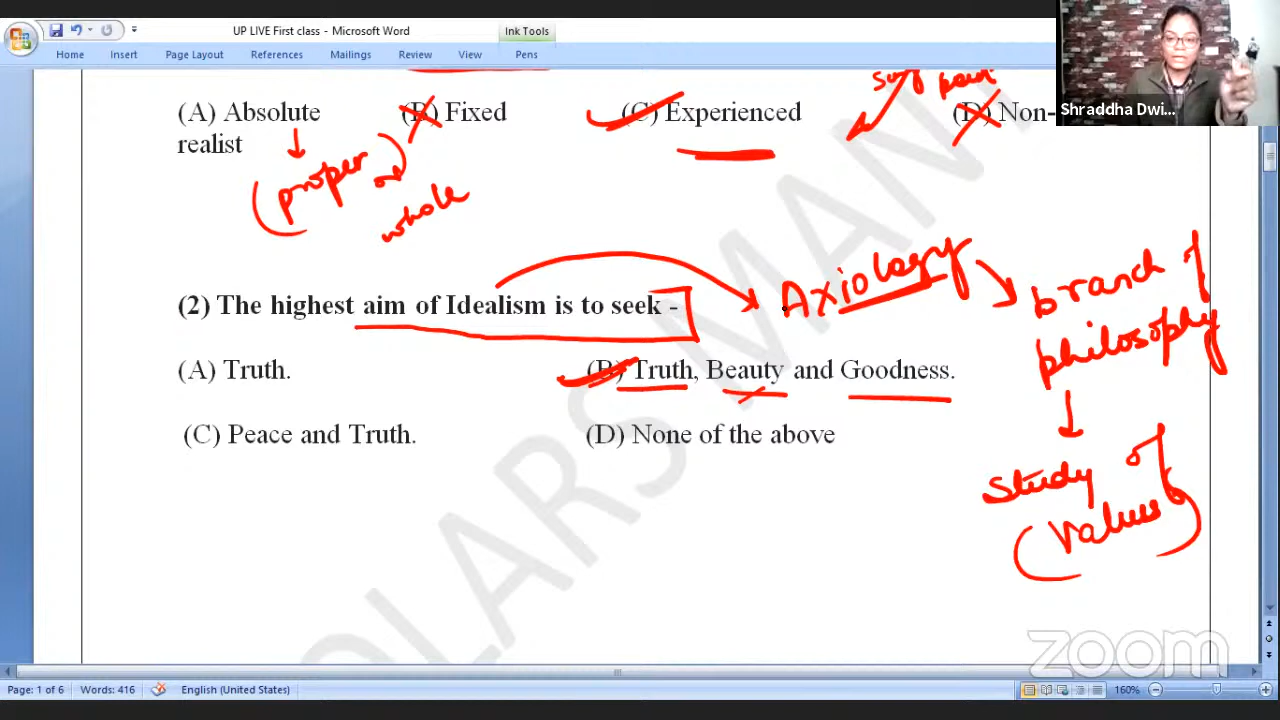 UP LIVE First class - Microsoft Word
Ink Tools
Home Insert Page Layout References Mailings Review View Pens
Shraddha Dwi...
(A) Absolute (B) Fixed (C) Experienced (D) Non-
realist
(proper
or
whole
Axiology
branch of
philosophy
(2) The highest aim of Idealism is to seek -
(A) Truth. (B) Truth, Beauty and Goodness.
(C) Peace and Truth. (D) None of the above
Study of
(Values)
OLARS MAN
zoom
Page: 1 of 6 Words: 416 English (United States) 160%